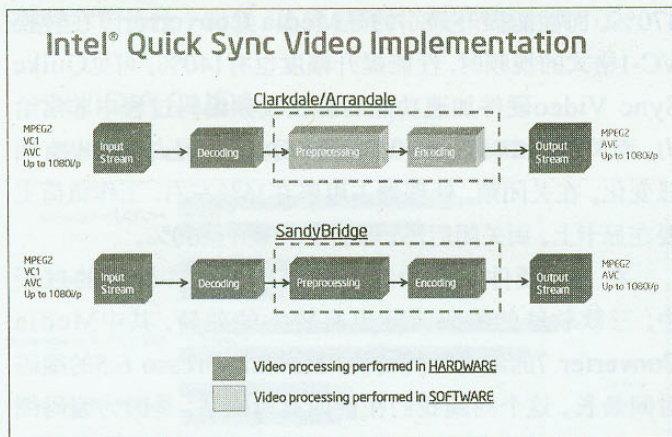 Intel® Quick Sync Video Implementation
Clarkdale/Arrandale
MPEG2
VC1
AVC
Up to 1080i/p
Input
Stream
Decoding
Preprocessing
Encoding
Output
Stream
MPEG2
AVC
Up to 1080i/p
SandyBridge
MPEG2
VC1
AVC
Up to 1080i/p
Input
Stream
Decoding
Preprocessing
Encoding
Output
Stream
MPEG2
AVC
Up to 1080i/p
Video processing performed in HARDWARE
Video processing performed in SOFTWARE